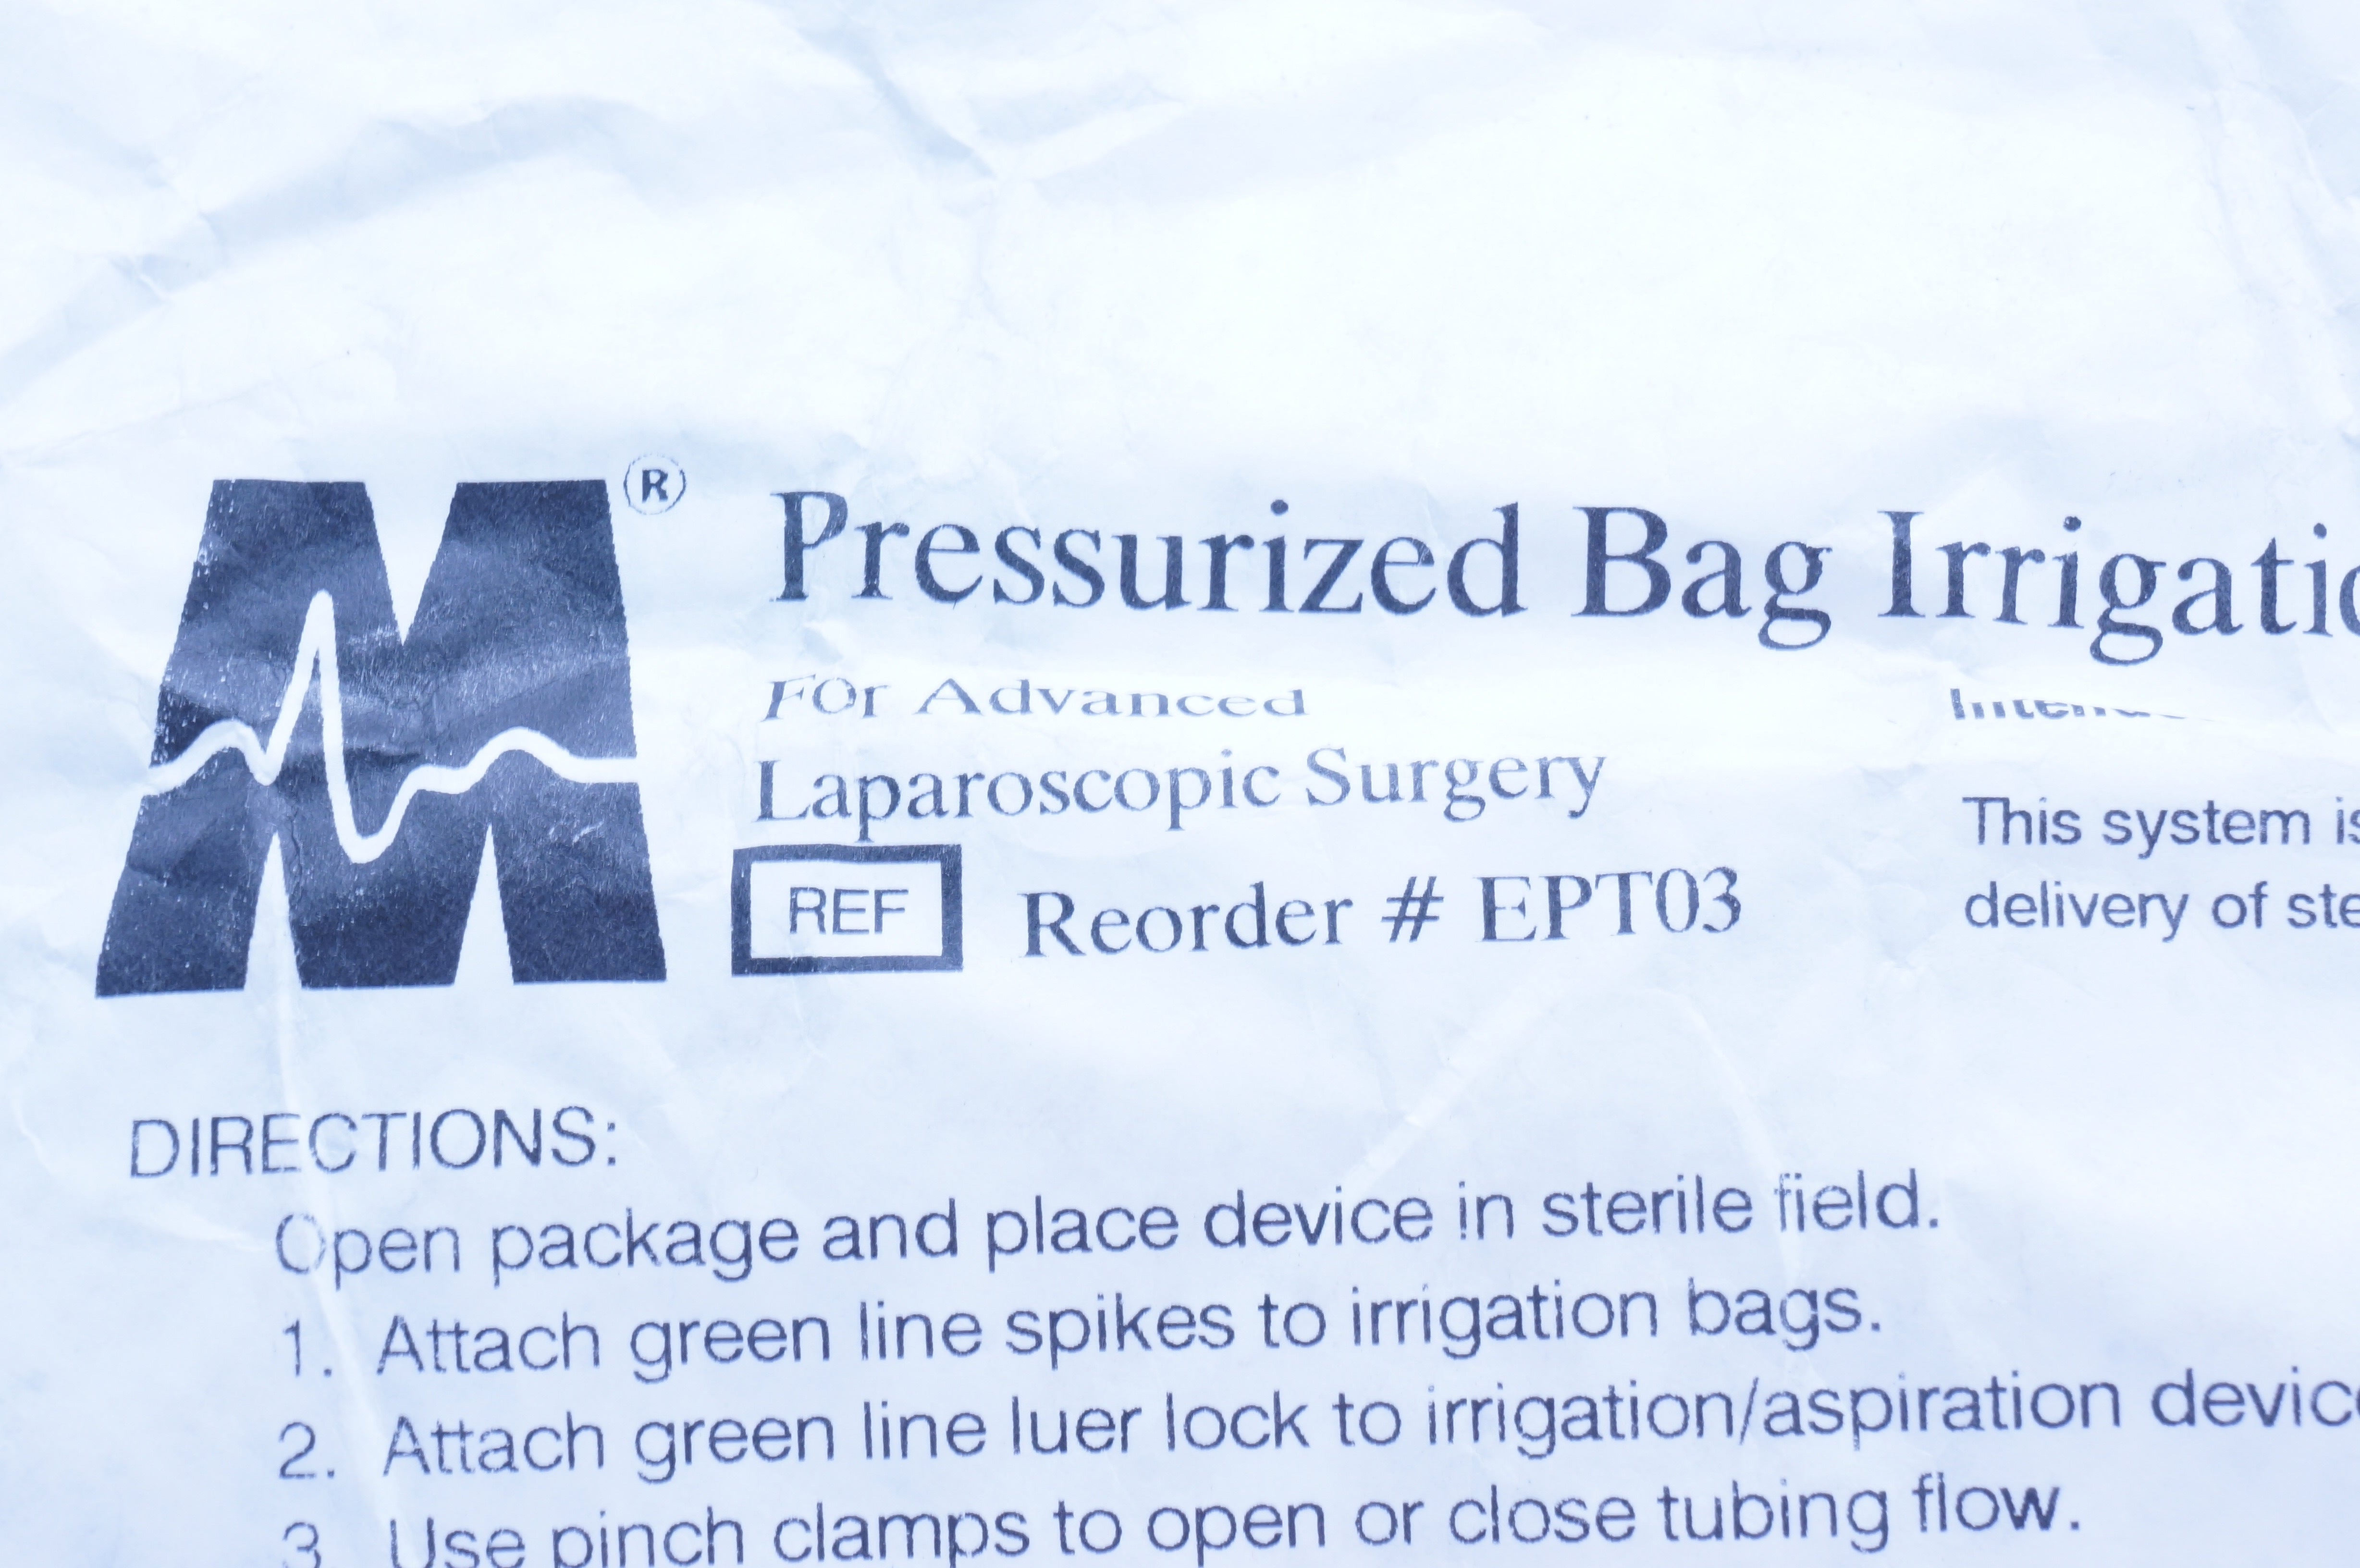 M®
Pressurized Bag Irrigatio
For Advanced
Laparoscopic Surgery
REF Reorder # EPT03
This system is
delivery of ste
DIRECTIONS:
Open package and place device in sterile field.
1. Attach green line spikes to irrigation bags.
2. Attach green line luer lock to irrigation/aspiration device
3. Use pinch clamps to open or close tubing flow.